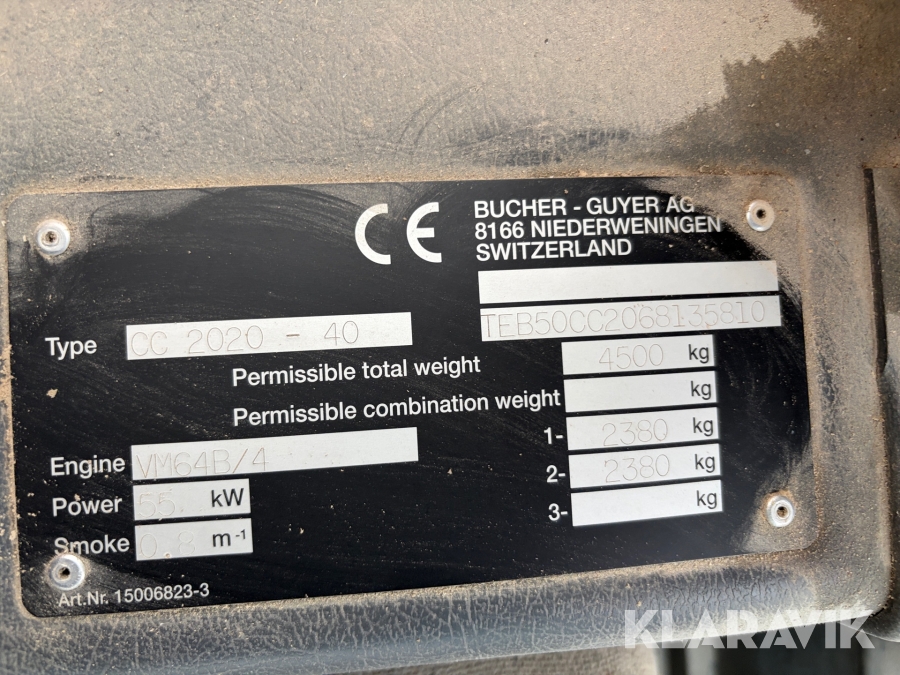 CE
BUCHER - GUYER AG
8166 NIEDERWENINGEN
SWITZERLAND
TEB50CC2068135810
Type CC 2020 - 40
Permissible total weight 4500 kg
Permissible combination weight kg
1- 2380 kg
Engine VM64B/4
2- 2380 kg
Power 55 kW
3- kg
Smoke 0,8 m-1
Art.Nr. 15006823-3
KLARAVIK